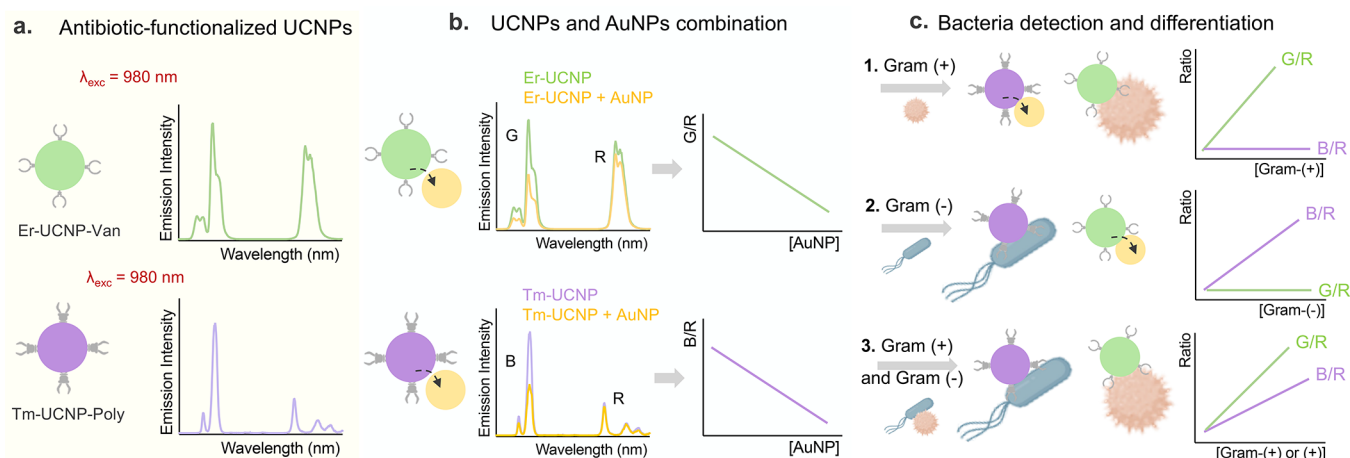 a. Antibiotic-functionalized UCNPs
λexc = 980 nm
Emission Intensity
Er-UCNP-Van
Wavelength (nm)
λexc = 980 nm
Emission Intensity
Tm-UCNP-Poly
Wavelength (nm)
b. UCNPs and AuNPs combination
Er-UCNP
Er-UCNP + AuNP
Emission Intensity
G
R
Wavelength (nm)
G/R
[AuNP]
Tm-UCNP
Tm-UCNP + AuNP
Emission Intensity
B
R
Wavelength (nm)
B/R
[AuNP]
c. Bacteria detection and differentiation
1. Gram (+)
Ratio
G/R
B/R
[Gram-(+)]
2. Gram (-)
Ratio
B/R
G/R
[Gram-(-)]
3. Gram (+)
and Gram (-)
Ratio
G/R
B/R
[Gram-(+) or (+)]